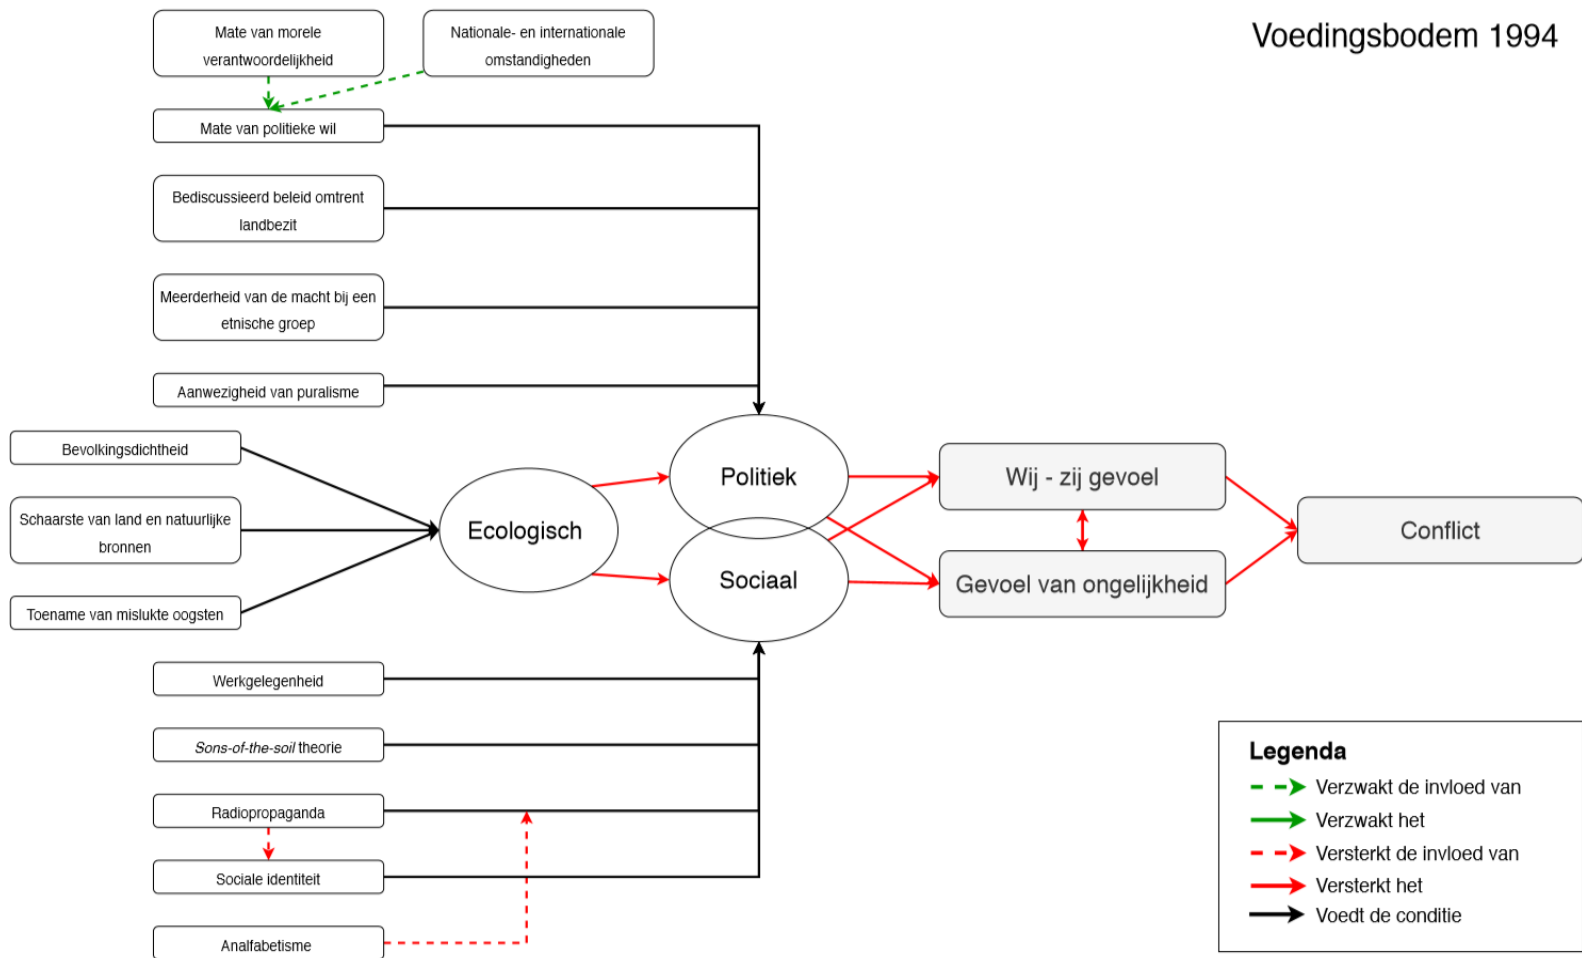 Voedingsbodem 1994
Mate van morele
verantwoordelijkheid
Nationale- en internationale
omstandigheden
Mate van politieke wil
Bediscussieerd beleid omtrent
landbezit
Meerderheid van de macht bij een
etnische groep
Aanwezigheid van puralisme
Bevolkingsdichtheid
Schaarste van land en natuurlijke
bronnen
Toename van mislukte oogsten
Ecologisch
Politiek
Sociaal
Wij - zij gevoel
Gevoel van ongelijkheid
Conflict
Werkgelegenheid
Sons-of-the-soil theorie
Radiopropaganda
Sociale identiteit
Analfabetisme
Legenda
Verzwakt de invloed van
Verzwakt het
Versterkt de invloed van
Versterkt het
Voedt de conditie